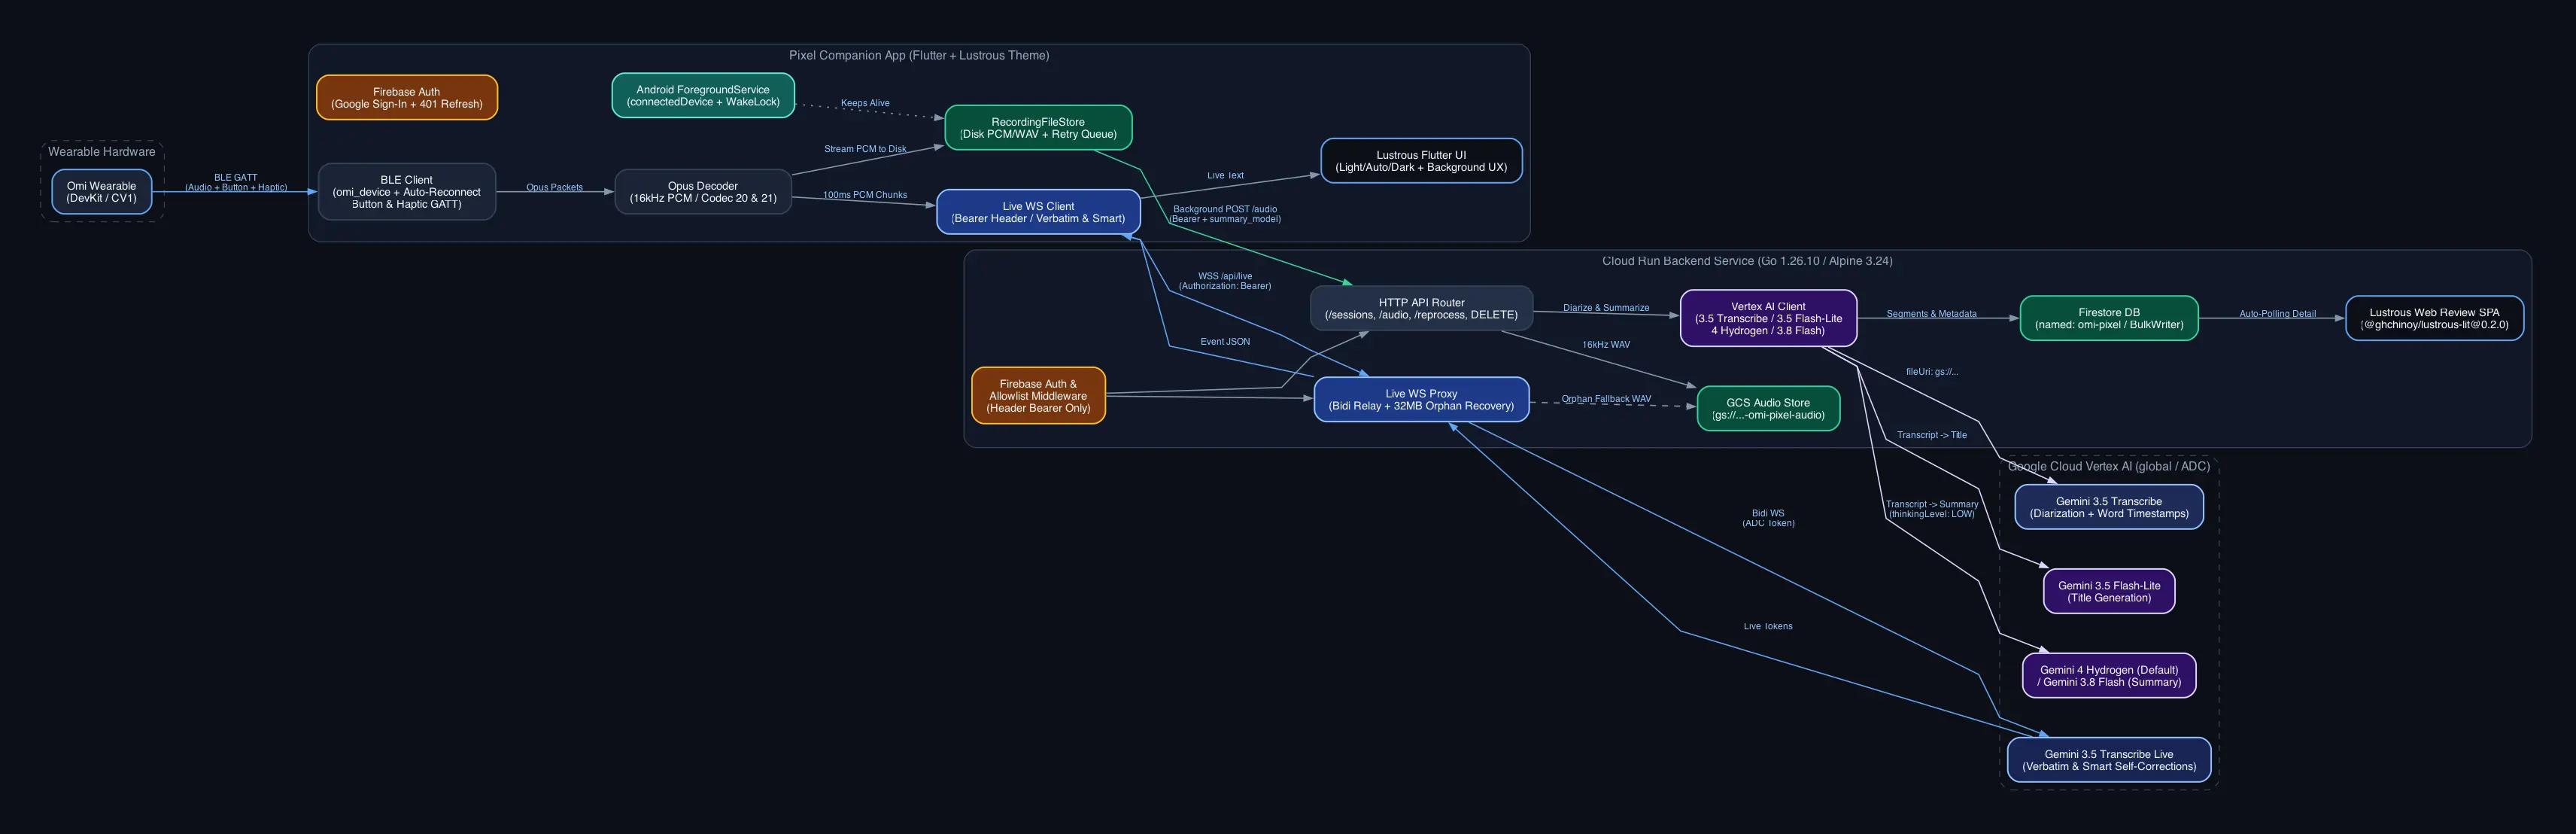 Pixel Companion App (Flutter + Lustrous Theme)
Firebase Auth
(Google Sign-In + 401 Refresh)
Android ForegroundService
(connectedDevice + WakeLock)
Keeps Alive
RecordingFileStore
(Disk PCM/WAV + Retry Queue)
Wearable Hardware
Omi Wearable
(DevKit / CV1)
BLE GATT
(Audio + Button + Haptic)
BLE Client
(omi_device + Auto-Reconnect
Button & Haptic GATT)
Opus Packets
Opus Decoder
(16kHz PCM / Codec 20 & 21)
Stream PCM to Disk
100ms PCM Chunks
Live WS Client
(Bearer Header / Verbatim & Smart)
Live Text
Lustrous Flutter UI
(Light/Auto/Dark + Background UX)
Background POST /audio
(Bearer + summary_model)
Cloud Run Backend Service (Go 1.26.10 / Alpine 3.24)
WSS /api/live
(Authorization: Bearer)
Event JSON
HTTP API Router
(/sessions, /audio, /reprocess, DELETE)
Diarize & Summarize
Vertex AI Client
(3.5 Transcribe / 3.5 Flash-Lite
4 Hydrogen / 3.8 Flash)
Segments & Metadata
Firestore DB
(named: omi-pixel / BulkWriter)
Auto-Polling Detail
Lustrous Web Review SPA
(@ghchinoy/lustrous-lit@0.2.0)
16kHz WAV
Firebase Auth &
Allowlist Middleware
(Header Bearer Only)
Live WS Proxy
(Bidi Relay + 32MB Orphan Recovery)
Orphan Fallback WAV
GCS Audio Store
(gs://...-omi-pixel-audio)
fileUri: gs://...
Transcript -> Title
Transcript -> Summary
(thinkingLevel: LOW)
Bidi WS
(ADC Token)
Live Tokens
Google Cloud Vertex AI (global / ADC)
Gemini 3.5 Transcribe
(Diarization + Word Timestamps)
Gemini 3.5 Flash-Lite
(Title Generation)
Gemini 4 Hydrogen (Default)
/ Gemini 3.8 Flash (Summary)
Gemini 3.5 Transcribe Live
(Verbatim & Smart Self-Corrections)